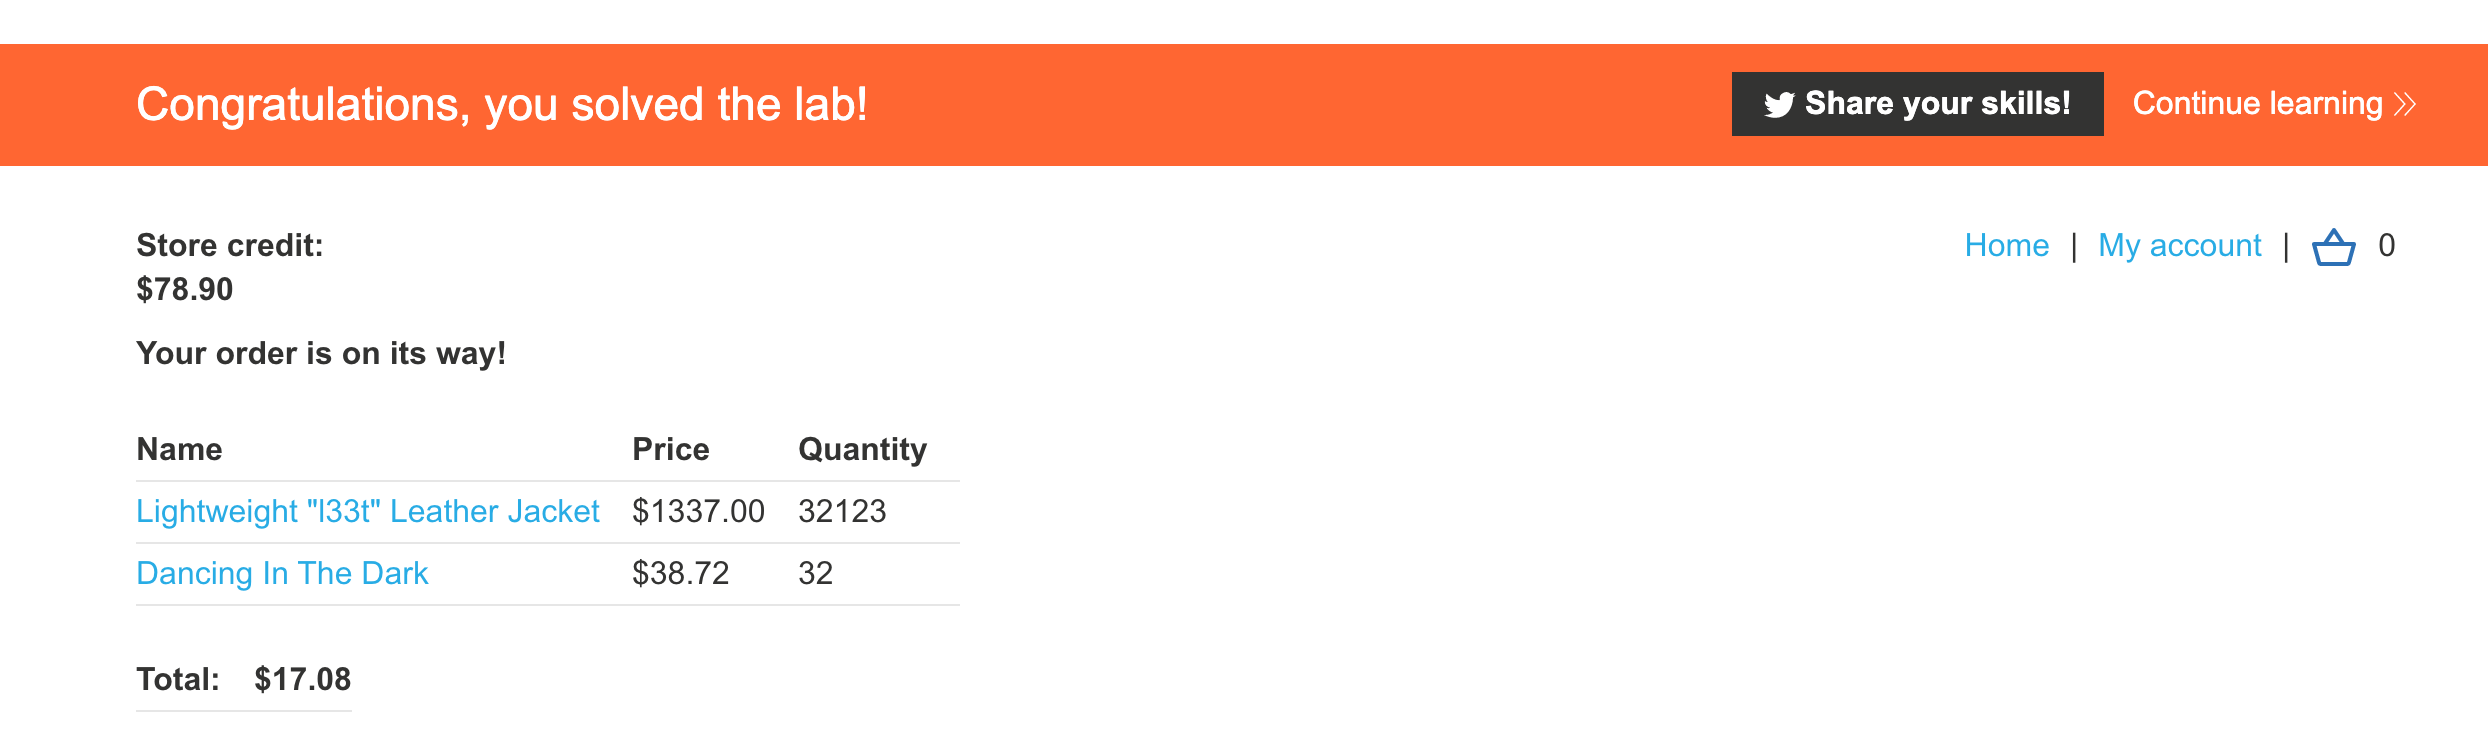 Congratulations, you solved the lab!
Share your skills!
Continue learning
Store credit:
$78.90
Home | My account | 0
Your order is on its way!
Name Price Quantity
Lightweight "l33t" Leather Jacket $1337.00 32123
Dancing In The Dark $38.72 32
Total: $17.08